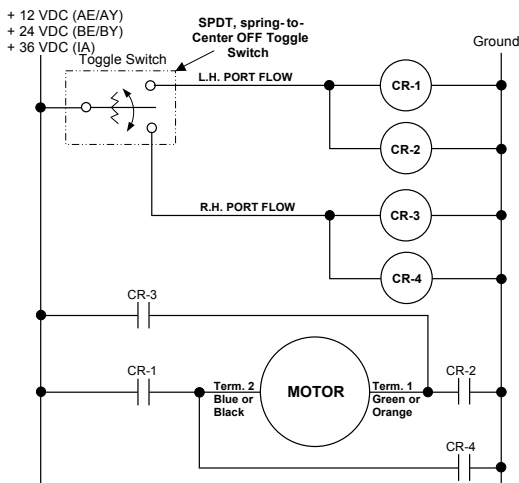 + 12 VDC (AE/AY)
+ 24 VDC (BE/BY)
+ 36 VDC (IA)
Toggle Switch
SPDT, spring-to-
Center OFF Toggle
Switch
Ground
L.H. PORT FLOW
CR-1
CR-2
R.H. PORT FLOW
CR-3
CR-4
CR-3
CR-1
Term. 2
Blue or
Black
MOTOR
Term. 1
Green or
Orange
CR-2
CR-4